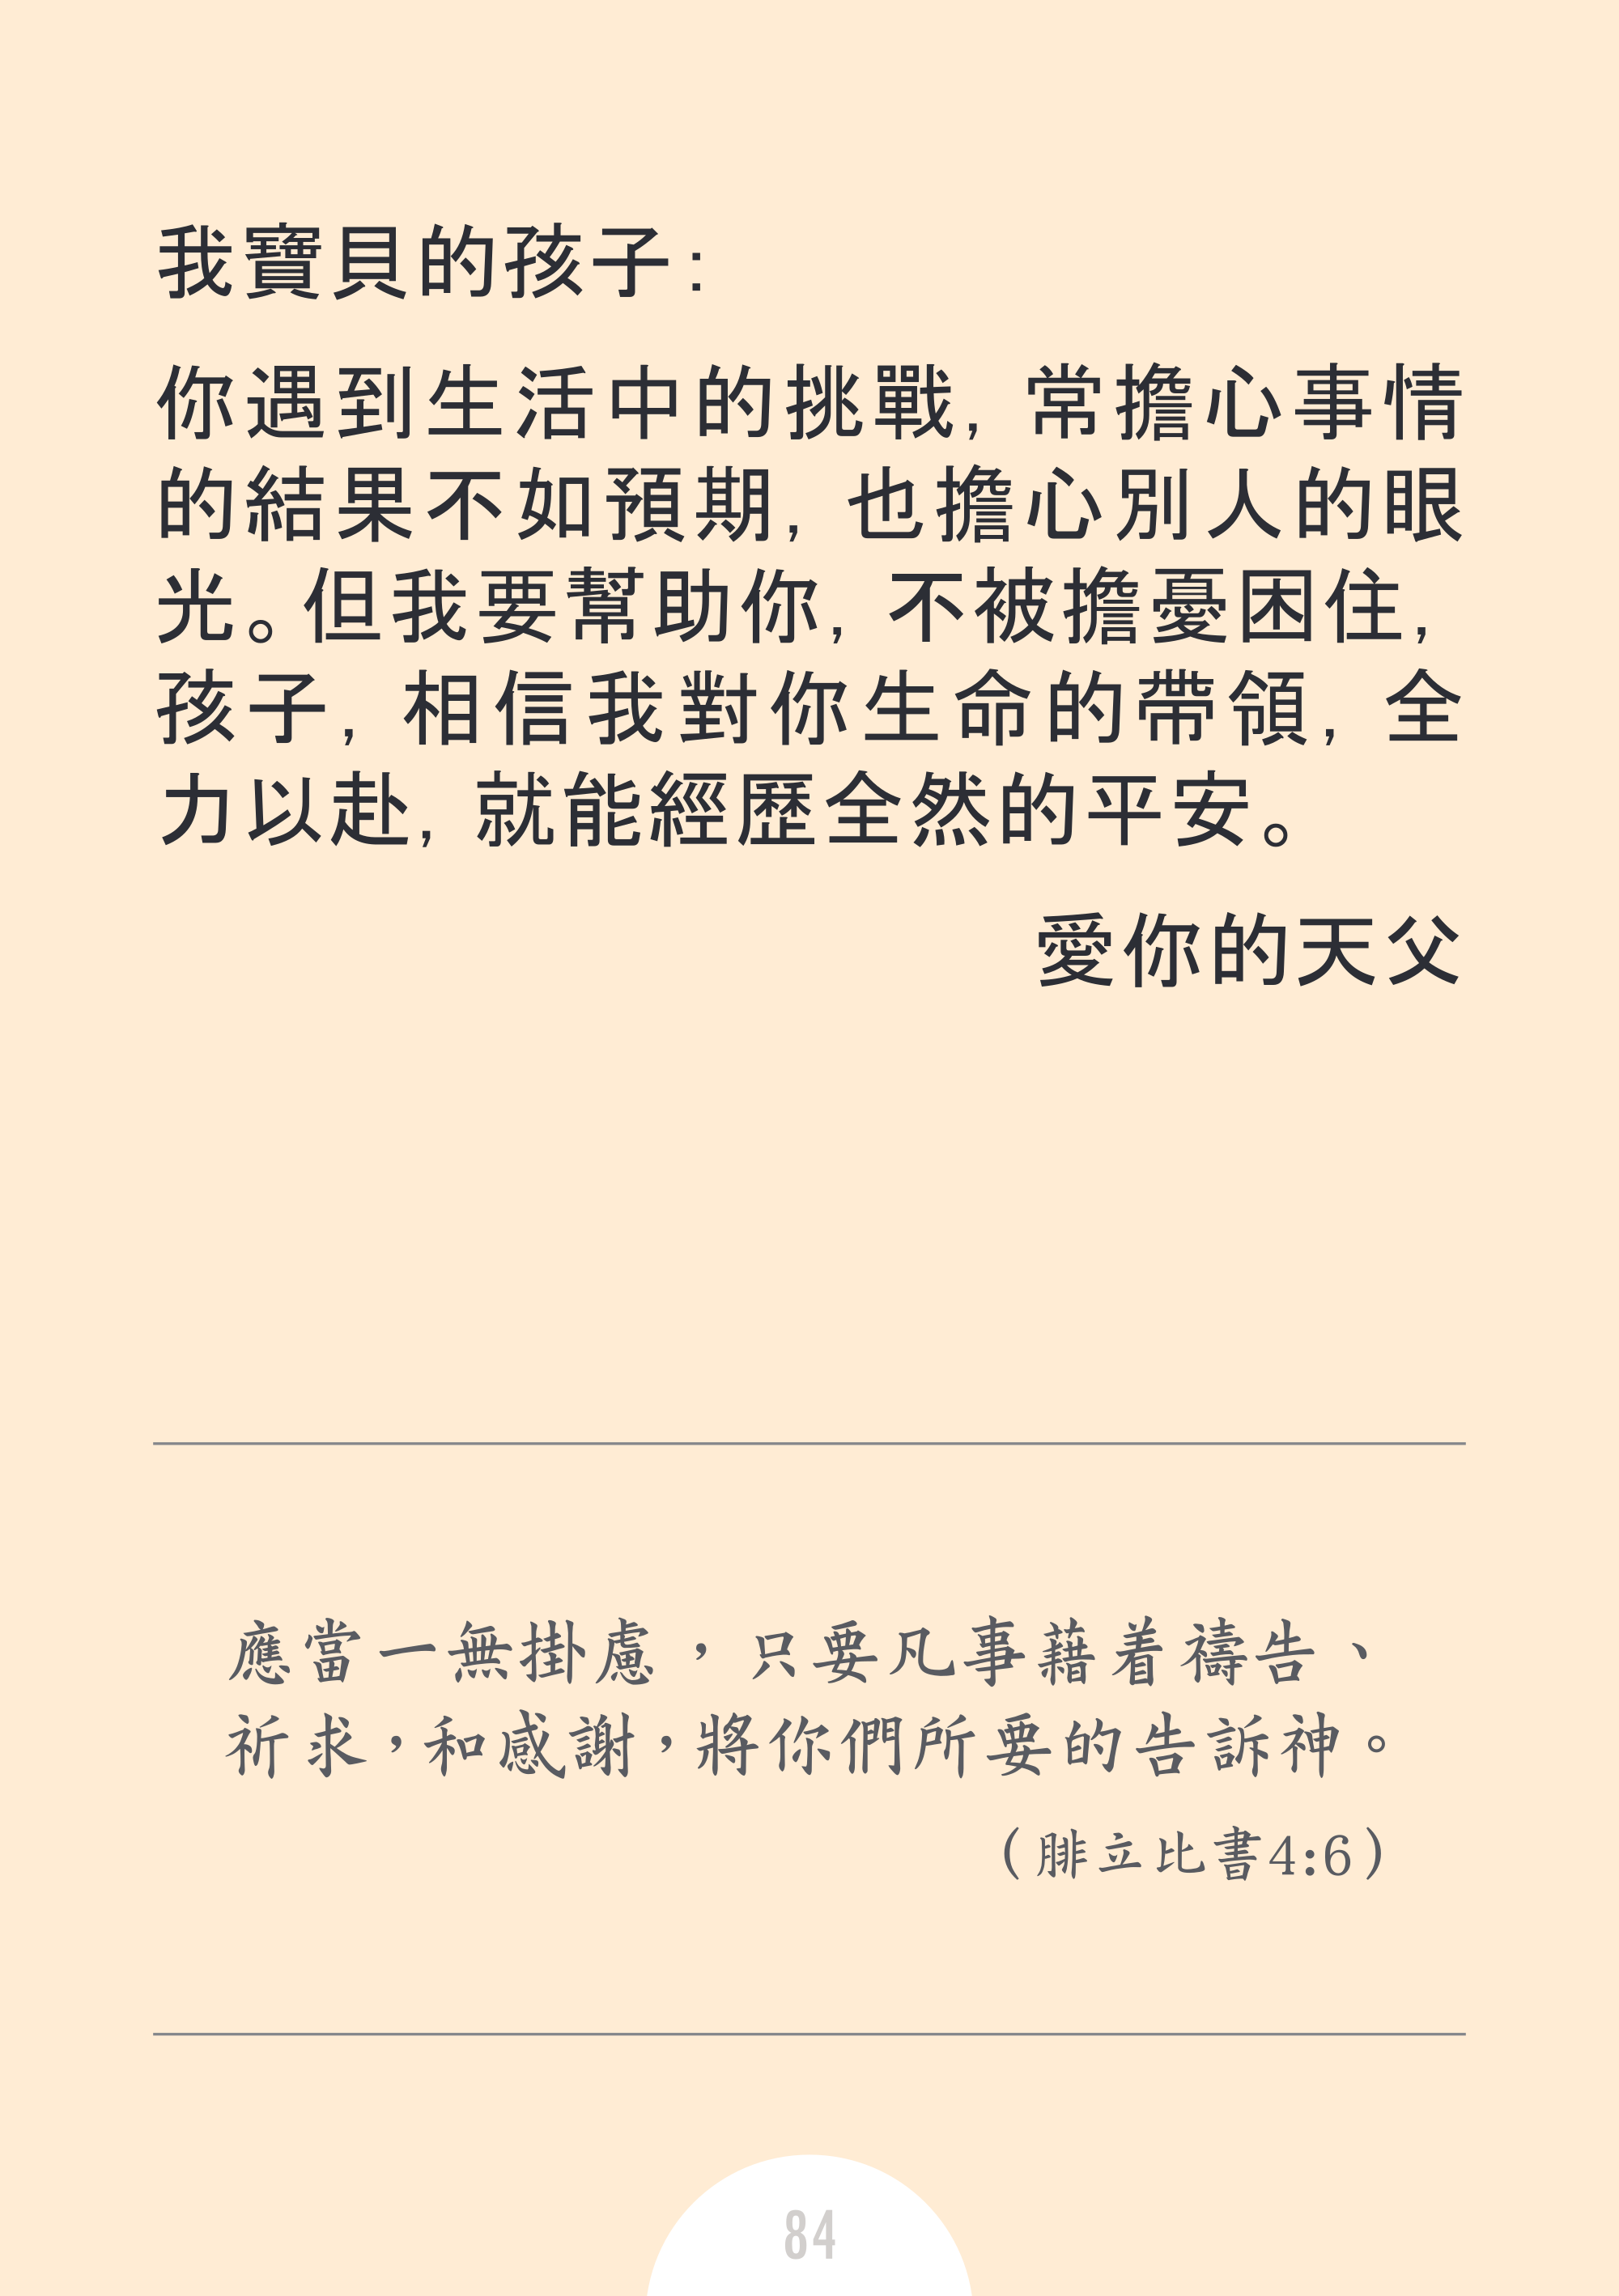 我寶貝的孩子：
你遇到生活中的挑戰，常擔心事情
的結果不如預期，也擔心別人的眼
光。但我要幫助你，不被擔憂困住，
孩子，相信我對你生命的帶領，全
力以赴，就能經歷全然的平安。
愛你的天父
應當一無掛慮，只要凡事藉着禱告、
祈求，和感謝，將你們所要的告訴神。
（腓立比書4:6）
84